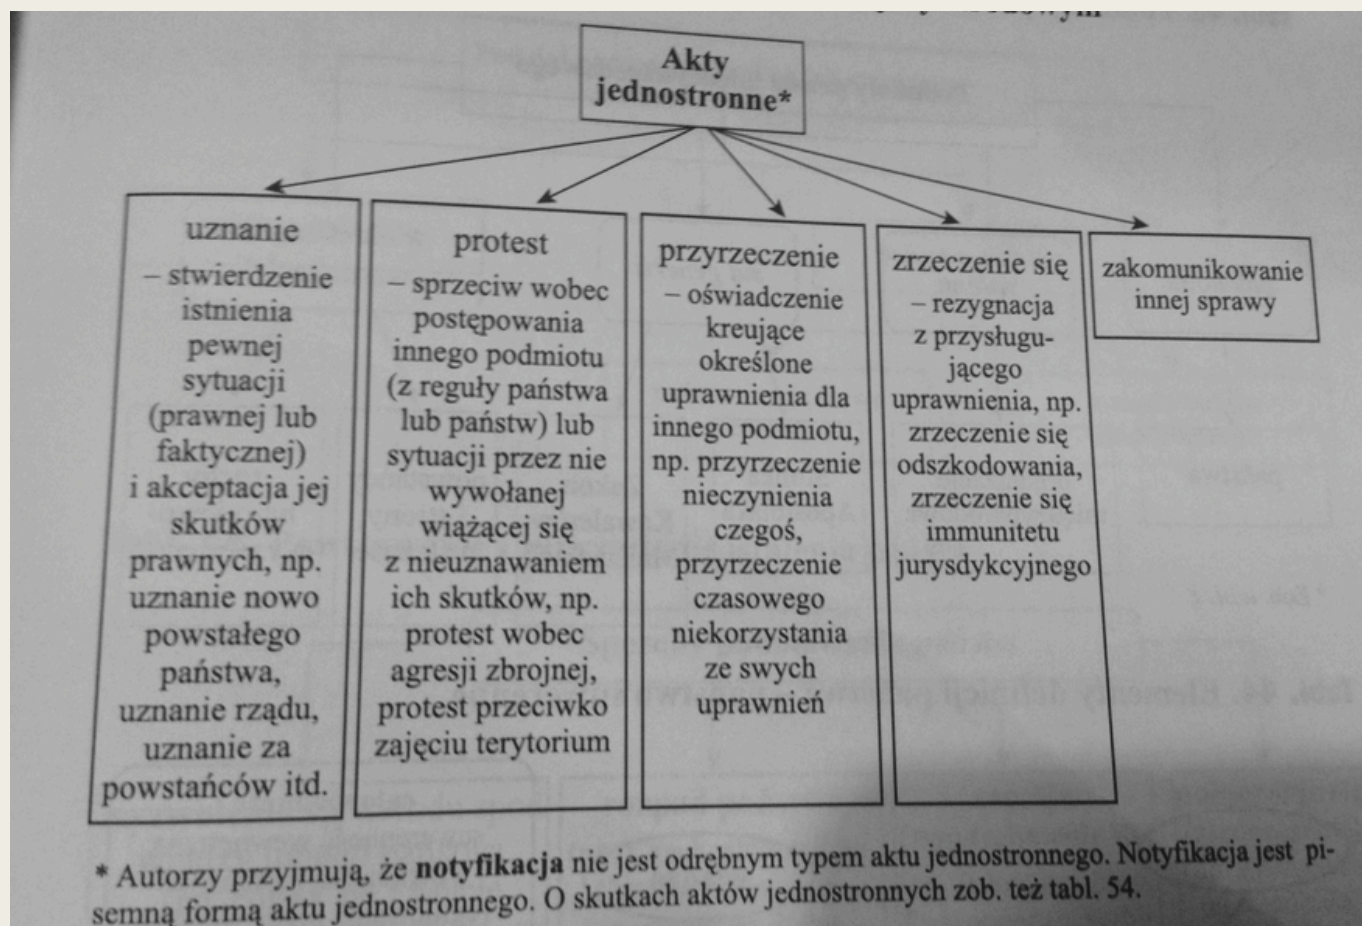 Akty
jednostronne*
uznanie
– stwierdzenie
istnienia
pewnej
sytuacji
(prawnej lub
faktycznej)
i akceptacja jej
skutków
prawnych, np.
uznanie nowo
powstałego
państwa,
uznanie rządu,
uznanie za
powstańców itd.
protest
– sprzeciw wobec
postępowania
innego podmiotu
(z reguły państwa
lub państw) lub
sytuacji przez nie
wywołanej
wiążącej się
z nieuznawaniem
ich skutków, np.
protest wobec
agresji zbrojnej,
protest przeciwko
zajęciu terytorium
przyrzeczenie
– oświadczenie
kreujące
określone
uprawnienia dla
innego podmiotu,
np. przyrzeczenie
nieczynienia
czegoś,
przyrzeczenie
czasowego
niekorzystania
ze swych
uprawnień
zrzeczenie się
– rezygnacja
z przysługu-
jącego
uprawnienia, np.
zrzeczenie się
odszkodowania,
zrzeczenie się
immunitetu
jurysdykcyjnego
zakomunikowanie
innej sprawy
* Autorzy przyjmują, że notyfikacja nie jest odrębnym typem aktu jednostronnego. Notyfikacja jest pi-
semną formą aktu jednostronnego. O skutkach aktów jednostronnych zob. też tabl. 54.